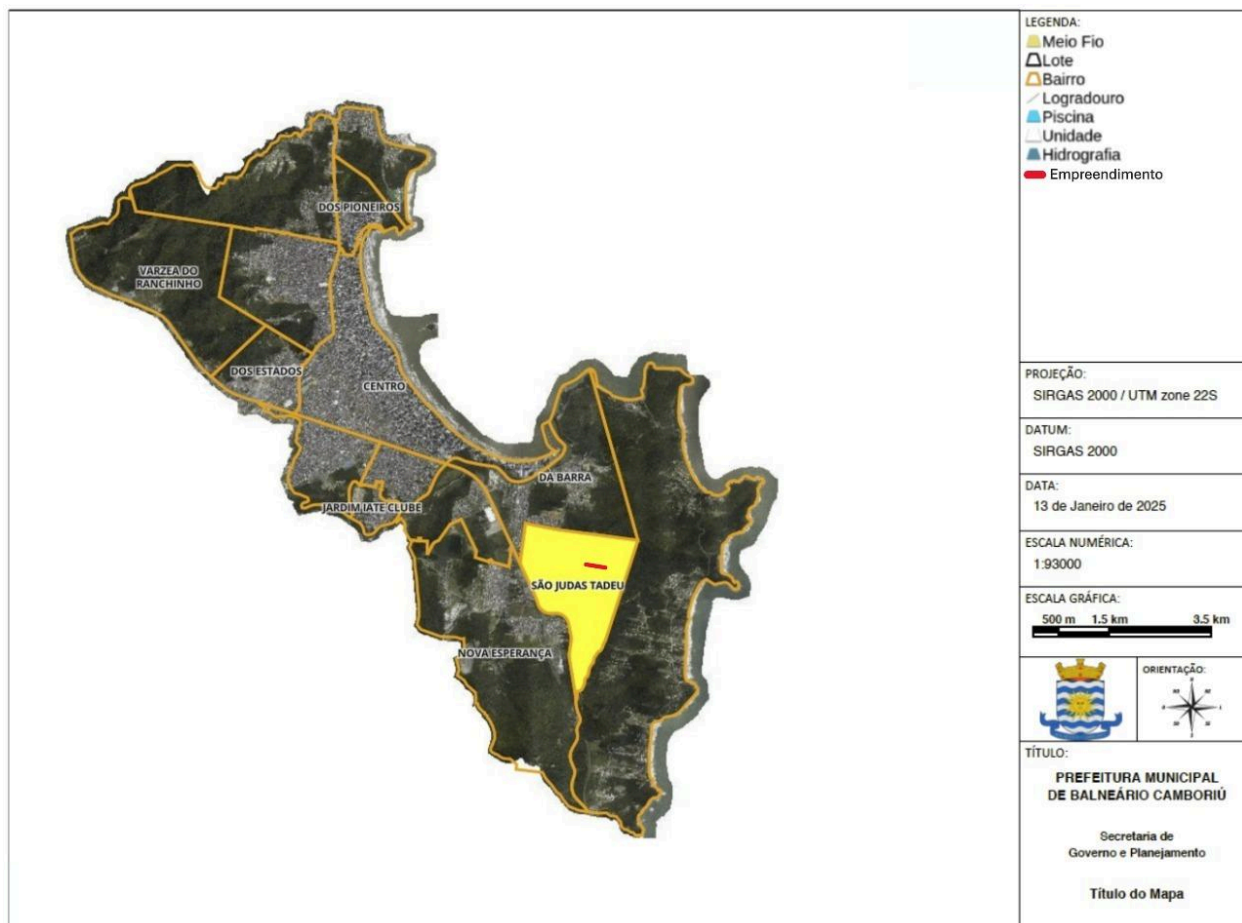 DOS PIONEIROS
VARZEA DO
RANCHINHO
DOS ESTADOS
CENTRO
DA BARRA
JARDIM IATE CLUBE
SÃO JUDAS TADEU
NOVA ESPERANÇA
LEGENDA:
Meio Fio
Lote
Bairro
Logradouro
Piscina
Unidade
Hidrografia
Empreendimento
PROJEÇÃO:
SIRGAS 2000 / UTM zone 22S
DATUM:
SIRGAS 2000
DATA:
13 de Janeiro de 2025
ESCALA NUMÉRICA:
1:93000
ESCALA GRÁFICA:
500 m 1.5 km 3.5 km
ORIENTAÇÃO:
TÍTULO:
PREFEITURA MUNICIPAL
DE BALNEÁRIO CAMBORIÚ
Secretaria de
Governo e Planejamento
Título do Mapa